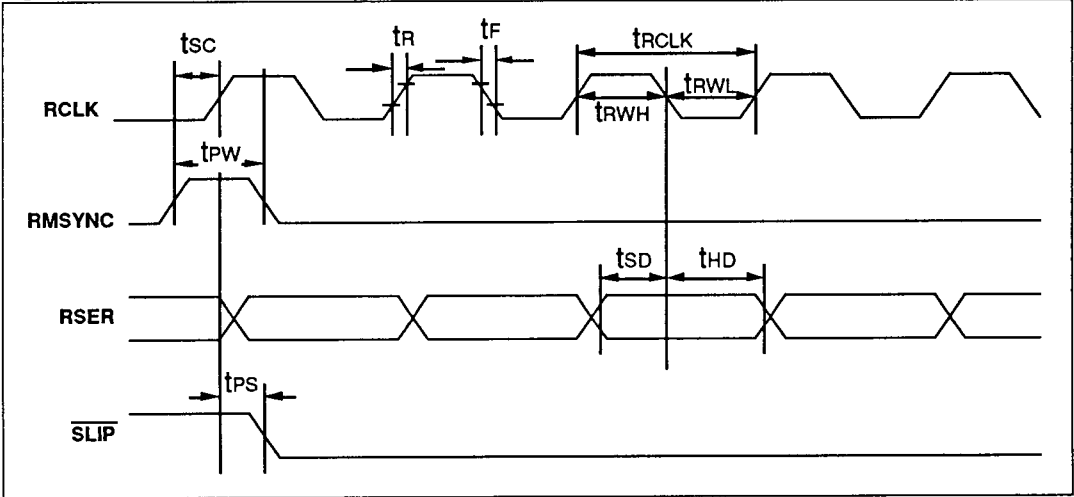 tSC
tR
tF
tRCLK
RCLK
tRWH
tRWL
tPW
RMSYNC
tSD
tHD
RSER
tPS
SLIP